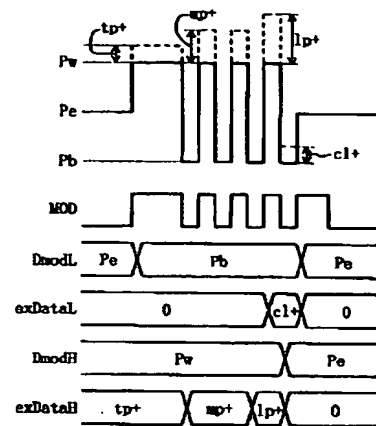 tp+
mp+
lp+
Pw
Pe
Pb
cl+
MOD
DmodL Pe Pb Pe
exDataL 0 cl+ 0
DmodH Pw Pe
exDataH tp+ mp+ lp+ 0